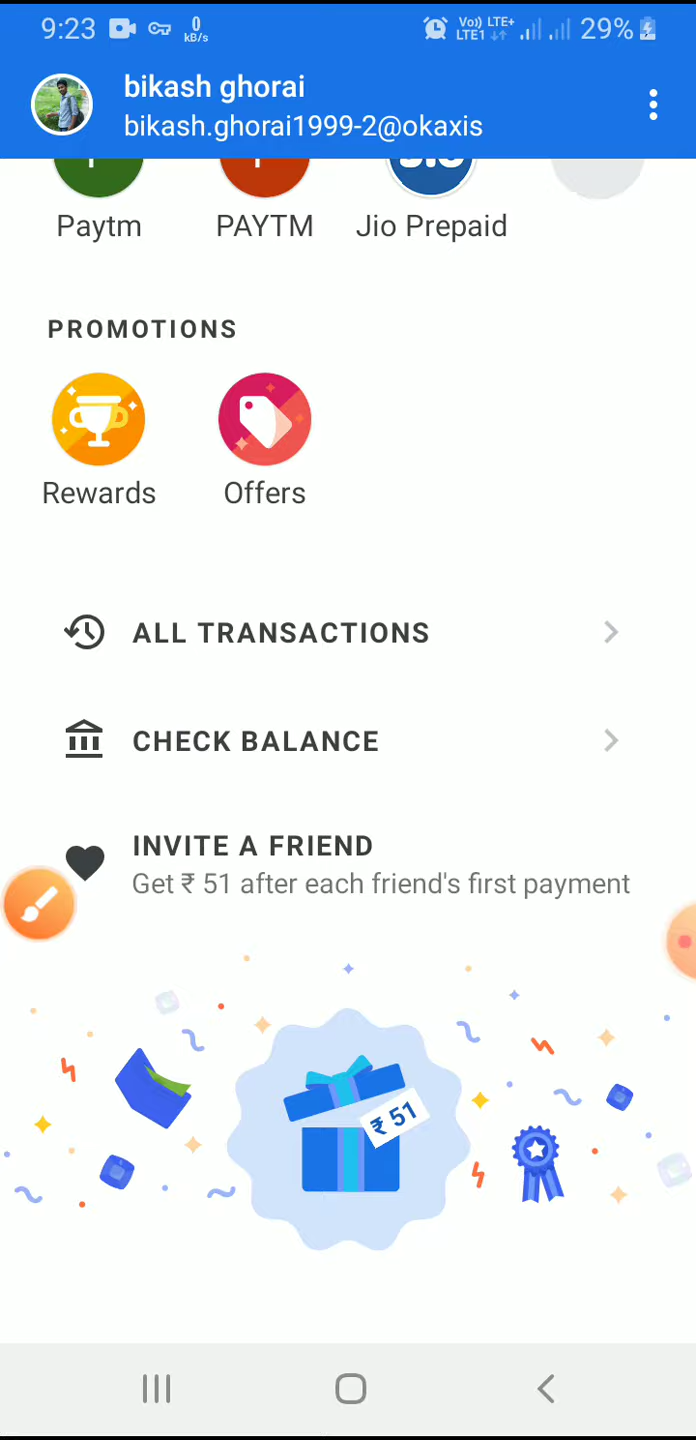 9:23
0
kB/s
Vo)) LTE+
LTE1
29%
bikash ghorai
bikash.ghorai1999-2@okaxis
Paytm
PAYTM
Jio Prepaid
PROMOTIONS
Rewards
Offers
ALL TRANSACTIONS
CHECK BALANCE
INVITE A FRIEND
Get ₹ 51 after each friend's first payment
₹ 51